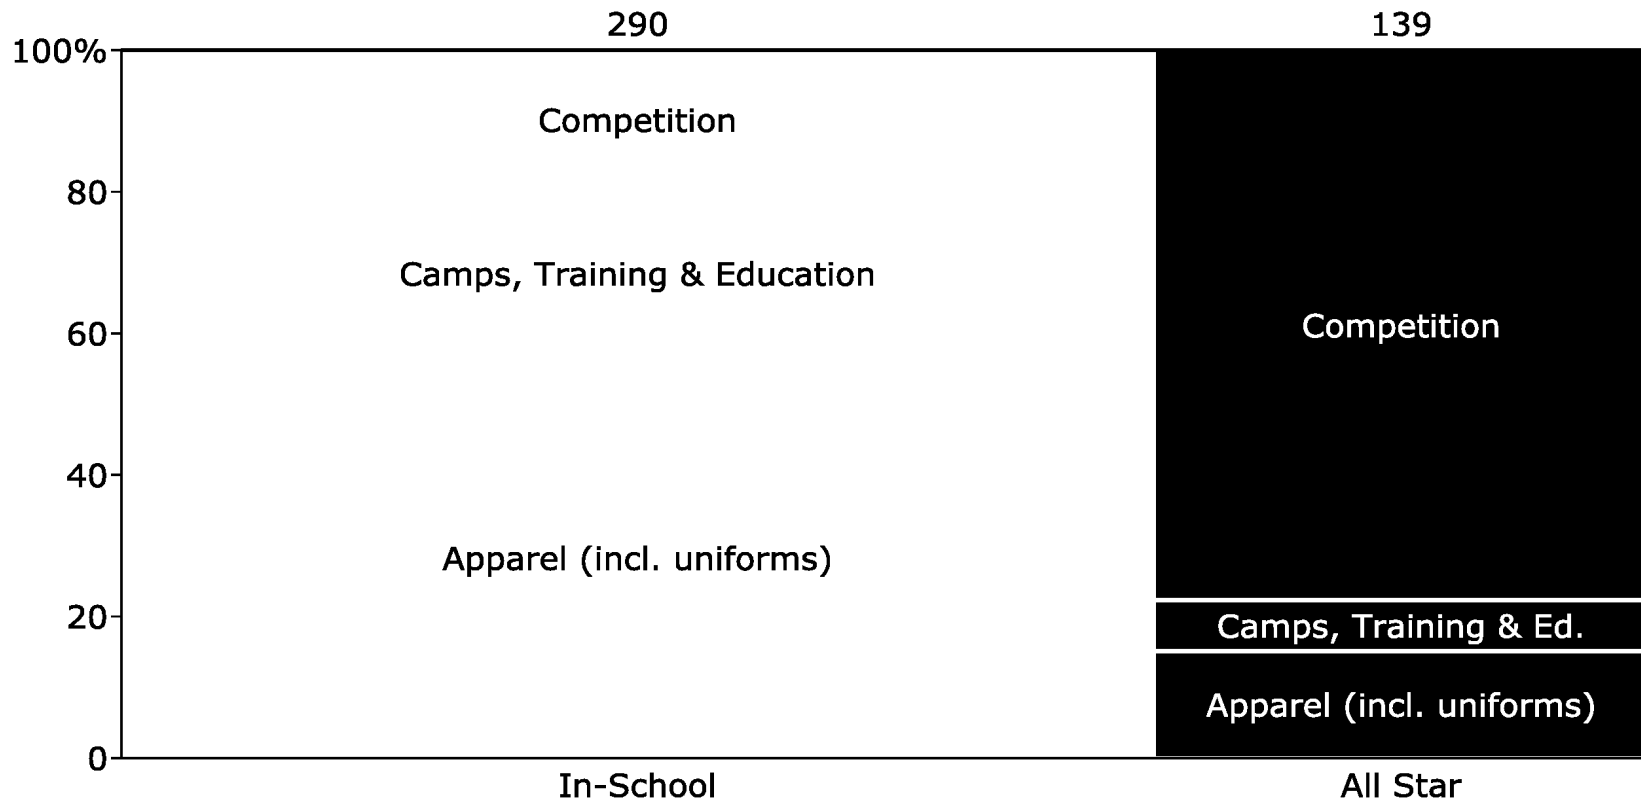 290 139
100%
Competition
80
Camps, Training & Education
60
Competition
40
Apparel (incl. uniforms)
20
Camps, Training & Ed.
Apparel (incl. uniforms)
0
In-School All Star